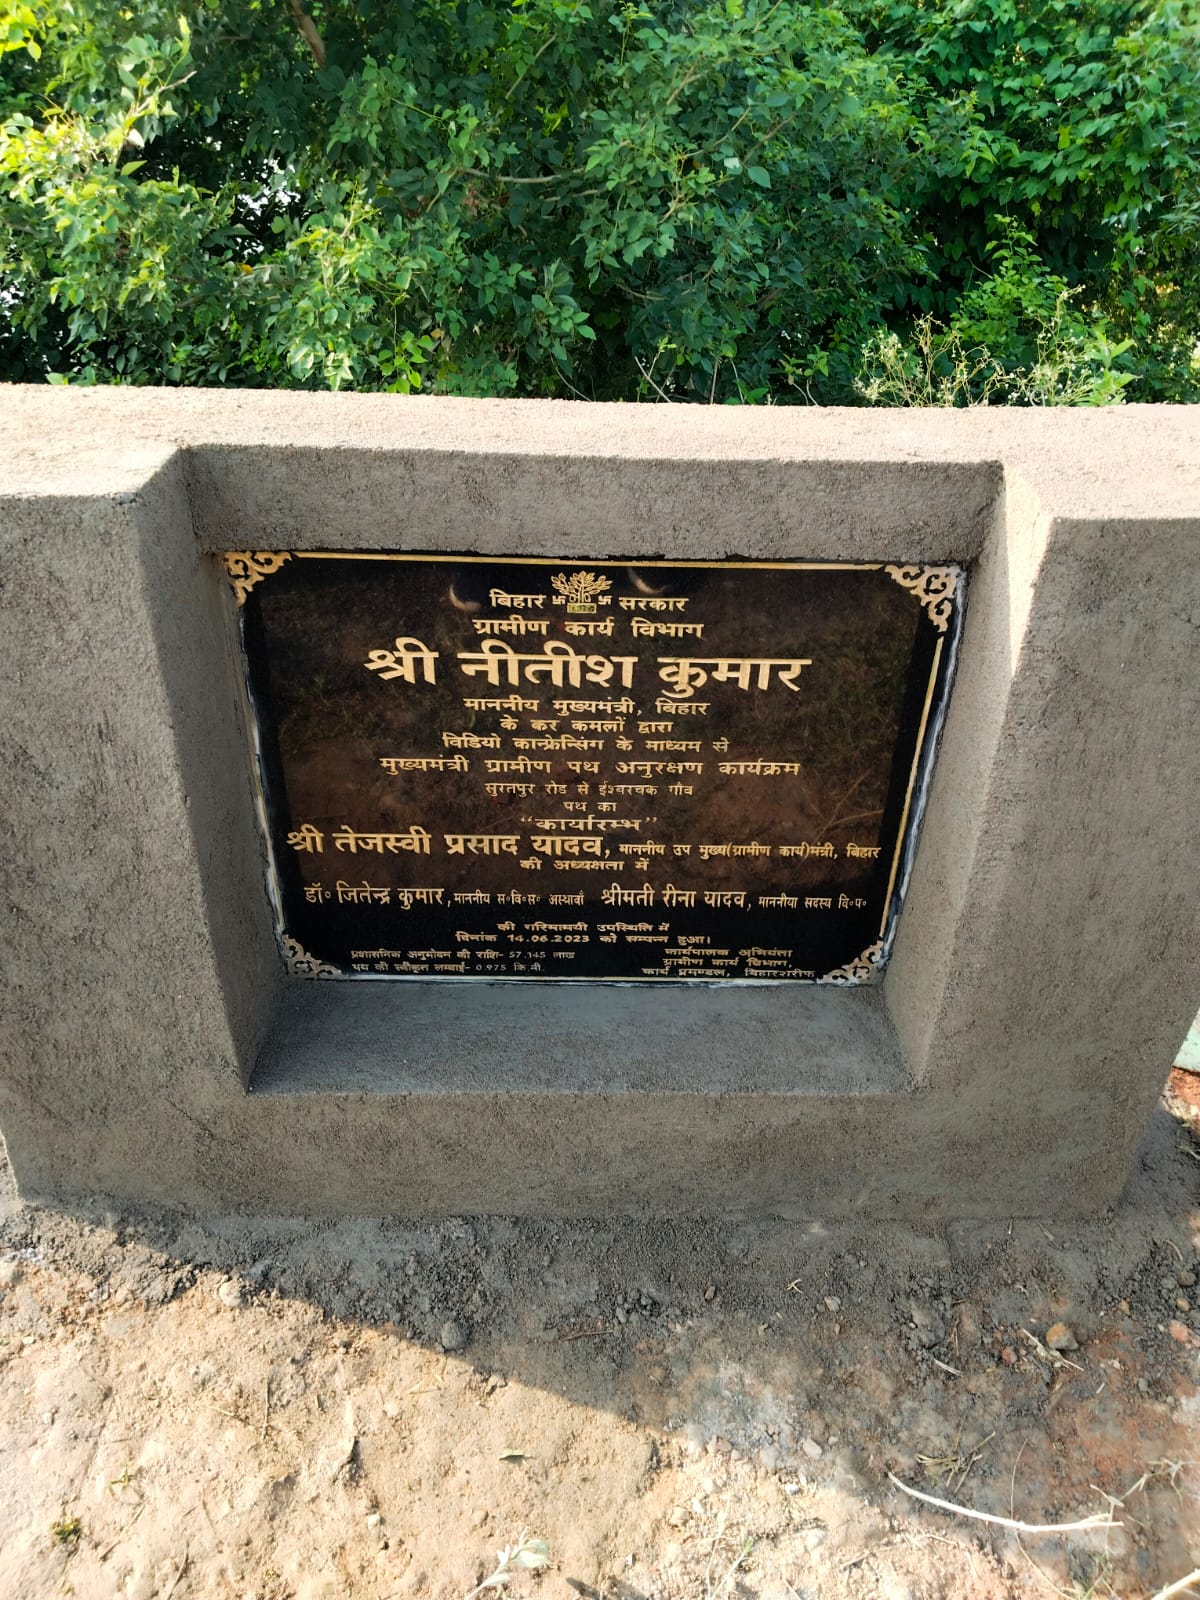 बिहार सरकार
ग्रामीण कार्य विभाग
श्री नीतीश कुमार
माननीय मुख्यमंत्री, बिहार
के कर कमलों द्वारा
विडियो कान्फ्रेन्सिंग के माध्यम से
मुख्यमंत्री ग्रामीण पथ अनुरक्षण कार्यक्रम
सुरतपुर रोड से ईश्वरचक गाँव
पथ का
"कार्यारम्भ"
श्री तेजस्वी प्रसाद यादव, माननीय उप मुख्य(ग्रामीण कार्य)मंत्री, बिहार
की अध्यक्षता में
डॉ॰ जितेन्द्र कुमार, माननीय स॰वि॰स॰ अस्थावाँ श्रीमती रीना यादव, माननीया सदस्य वि॰प॰
की गरिमामयी उपस्थिति में
दिनांक 14.06.2023 को सम्पन्न हुआ।
प्रशासनिक अनुमोदन की राशि- 57.145 लाख
पथ की स्वीकृत लम्बाई- 0.975 कि.मी.
कार्यपालक अभियंता
ग्रामीण कार्य विभाग,
कार्य प्रमण्डल, बिहारशरीफ